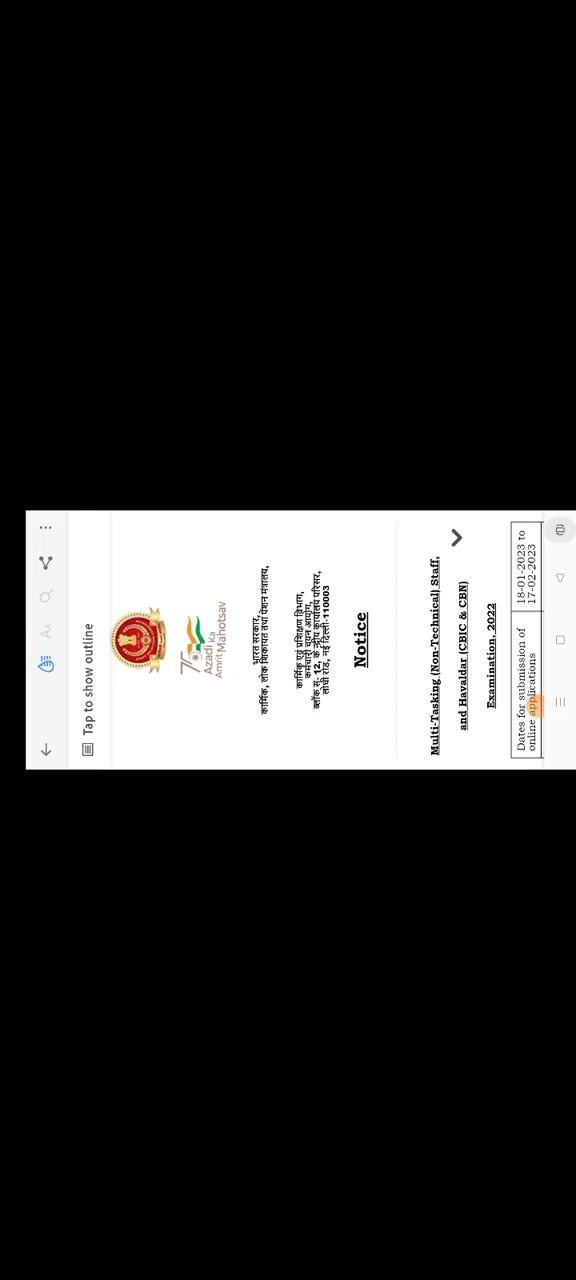 Tap to show outline
Azadi Ka
Amrit Mahotsav
भारत सरकार,
कार्मिक, लोक शिकायत तथा पेंशन मंत्रालय,
कार्मिक एवं प्रशिक्षण विभाग,
कर्मचारी चयन आयोग,
ब्लॉक सं. 12, केन्द्रीय कार्यालय परिसर,
लोधी रोड, नई दिल्ली-110003
Notice
Multi-Tasking (Non-Technical) Staff,
and Havaldar (CBIC & CBN)
Examination, 2022
Dates for submission of online applications
18-01-2023 to 17-02-2023